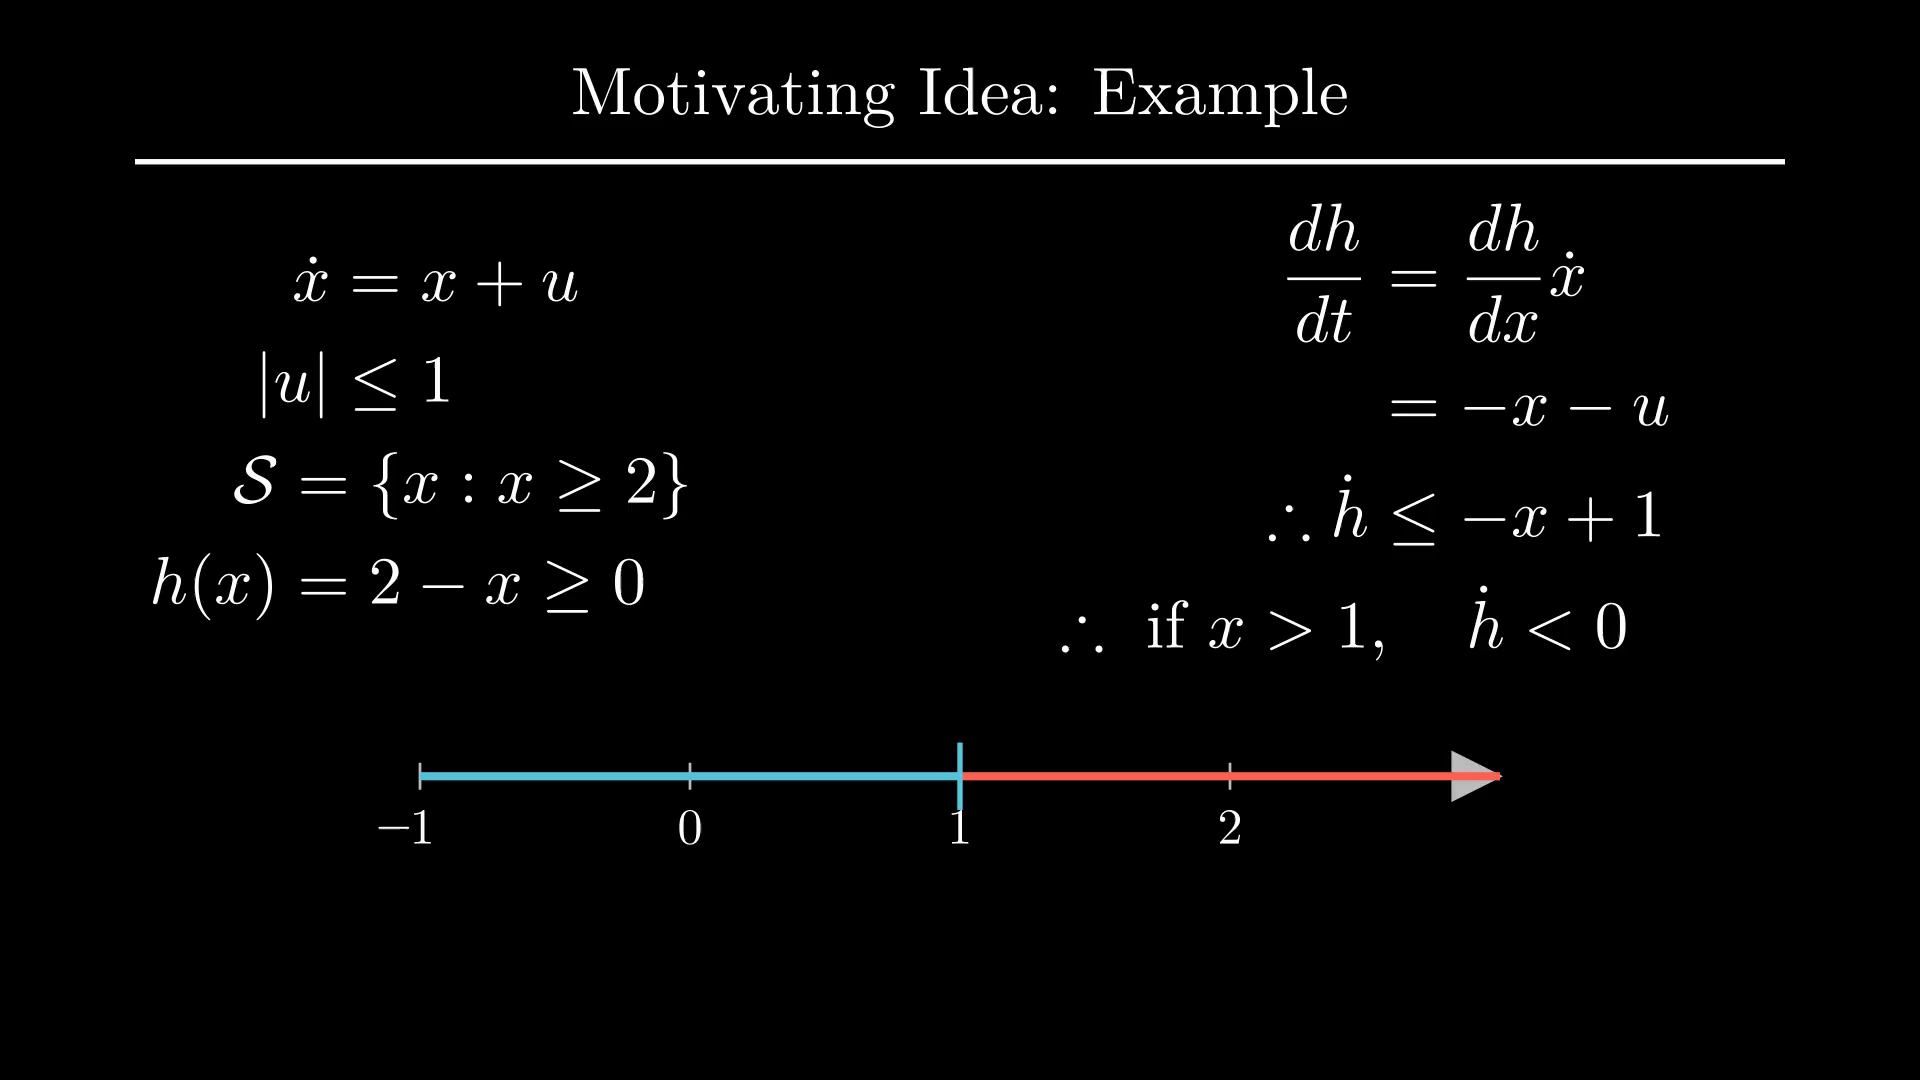 Motivating Idea: Example
ẋ = x + u
|u| ≤ 1
𝒮 = {x : x ≥ 2}
h(x) = 2 − x ≥ 0
dh/dt = dh/dx ẋ
= −x − u
∴ ḣ ≤ −x + 1
∴ if x > 1, ḣ < 0
−1 0 1 2